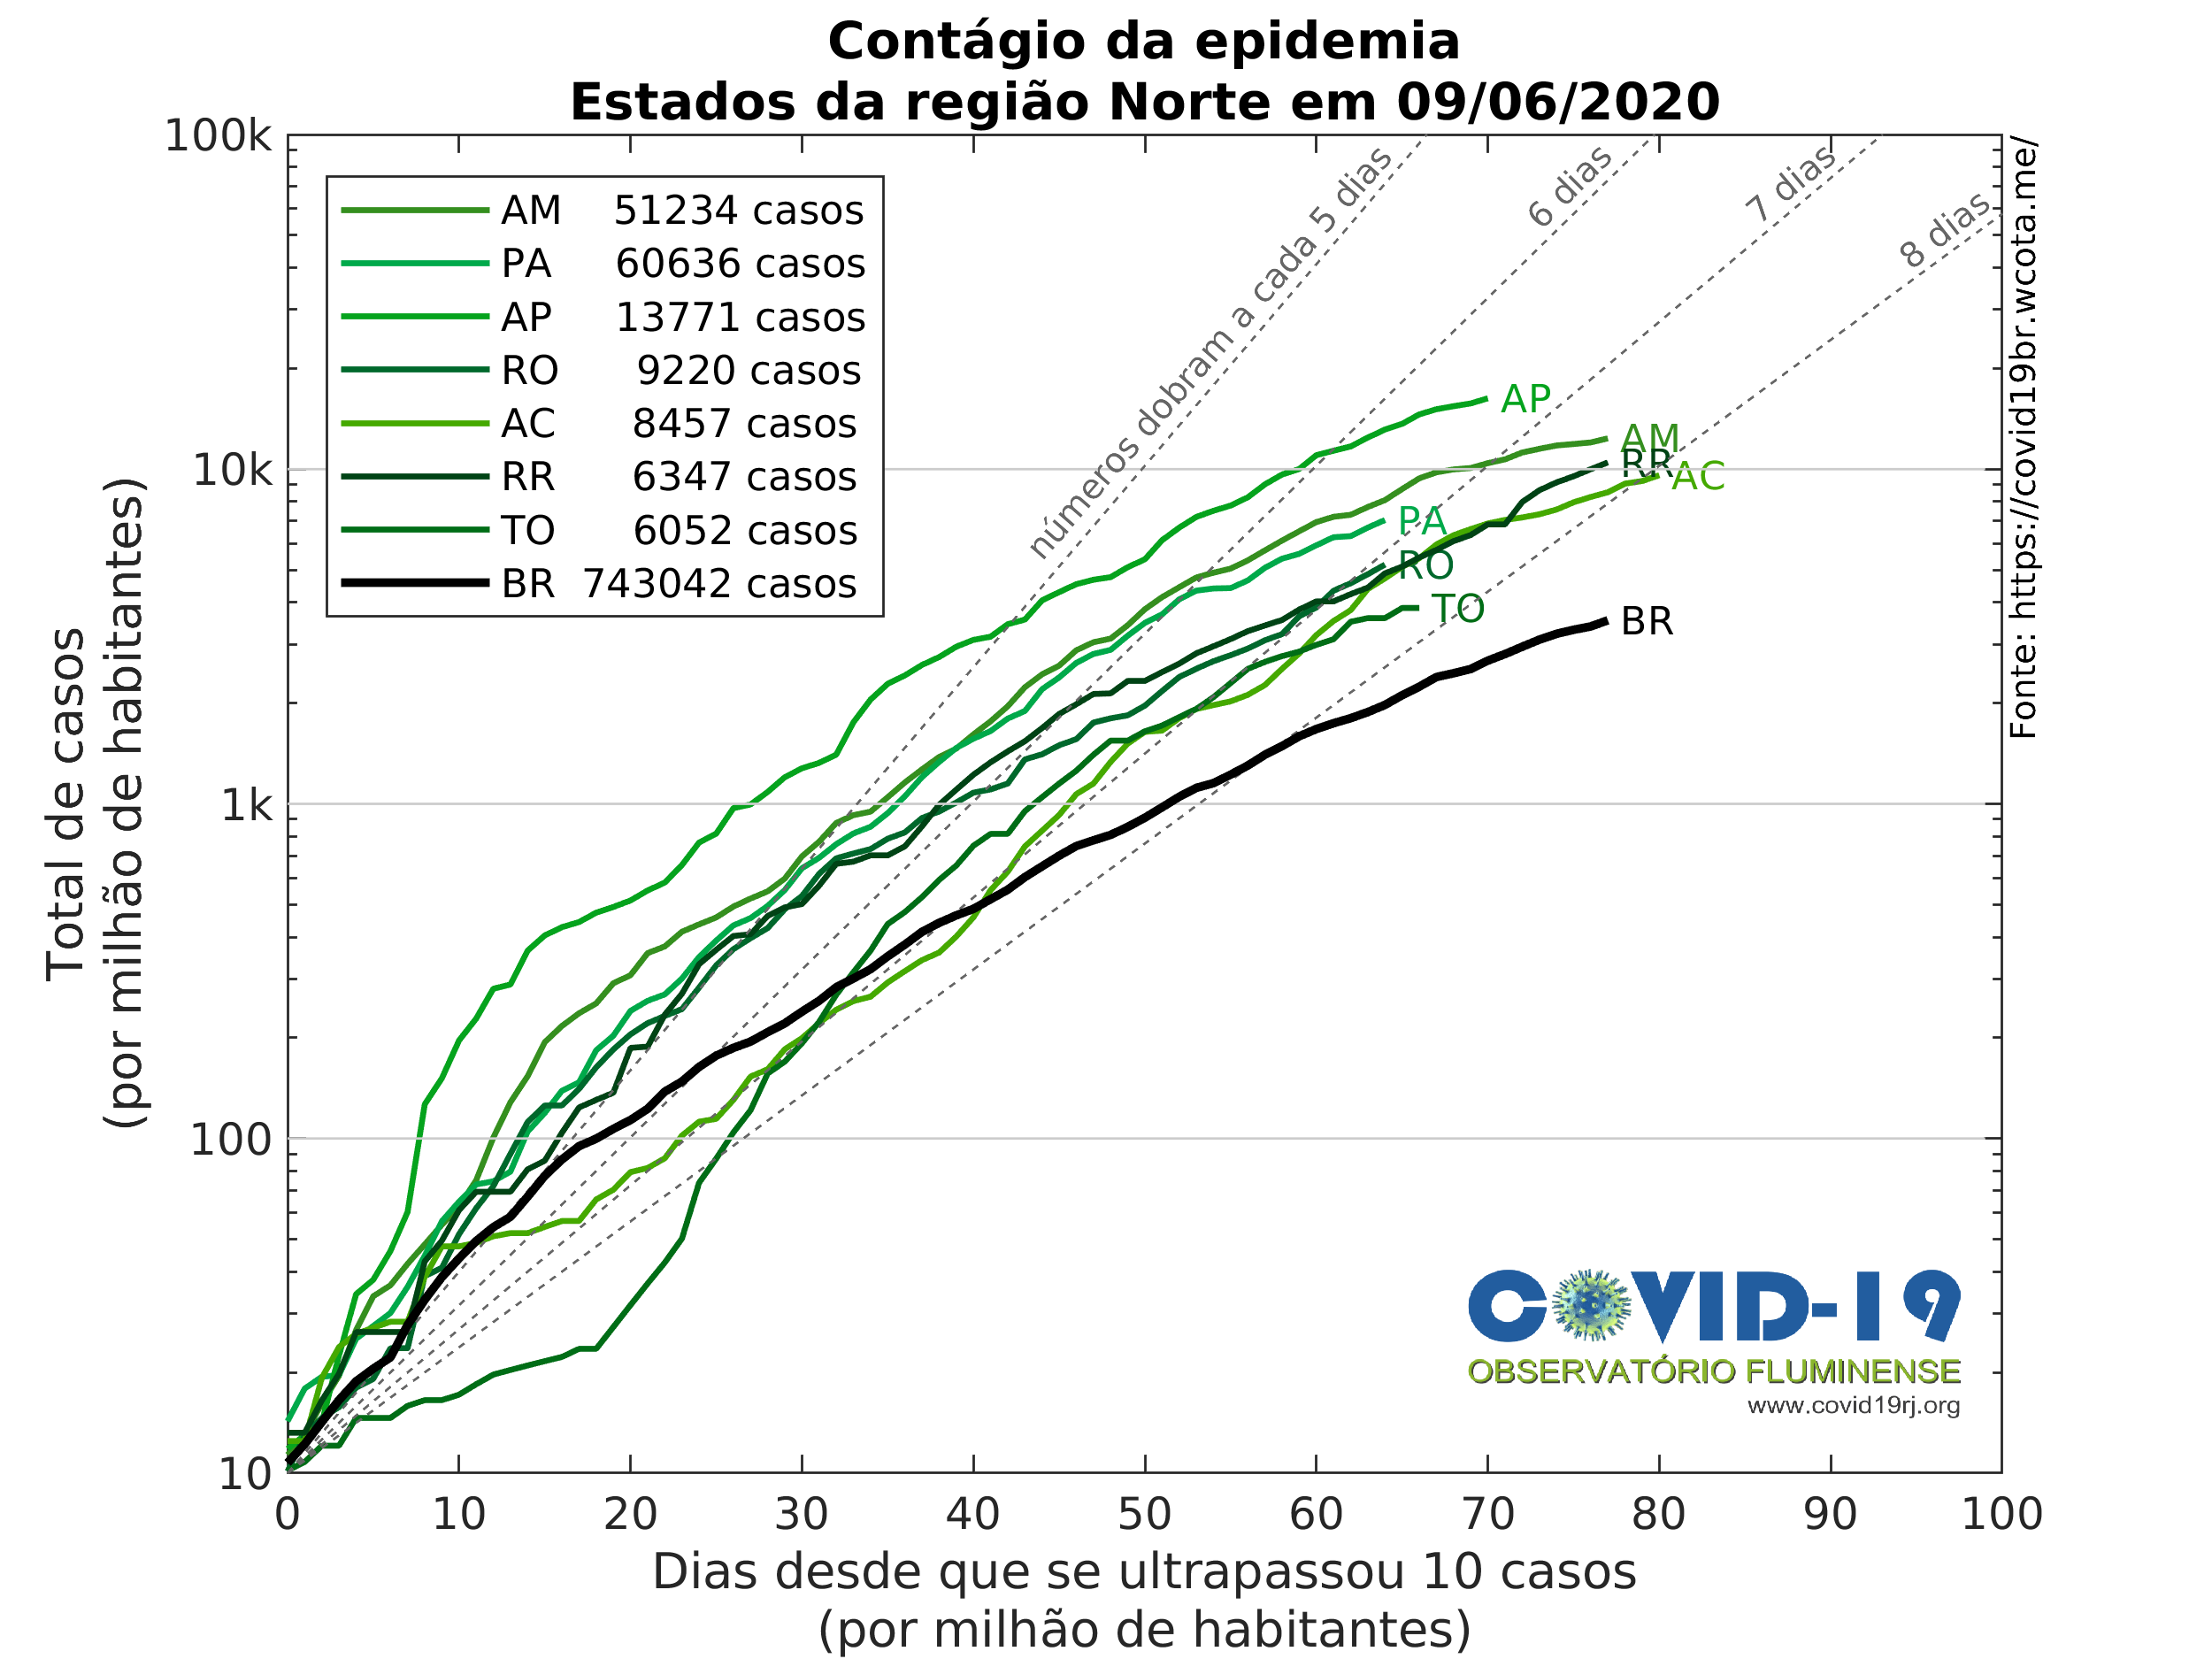 Contágio da epidemia
Estados da região Norte em 09/06/2020
100k
10k
1k
100
10
Total de casos
(por milhão de habitantes)
AM 51234 casos
PA 60636 casos
AP 13771 casos
RO 9220 casos
AC 8457 casos
RR 6347 casos
TO 6052 casos
BR 743042 casos
números dobram a cada 5 dias
6 dias
7 dias
8 dias
AP
AM
RR
AC
PA
RO
TO
BR
Fonte: https://covid19br.wcota.me/
COVID-19
OBSERVATÓRIO FLUMINENSE
www.covid19rj.org
0 10 20 30 40 50 60 70 80 90 100
Dias desde que se ultrapassou 10 casos
(por milhão de habitantes)